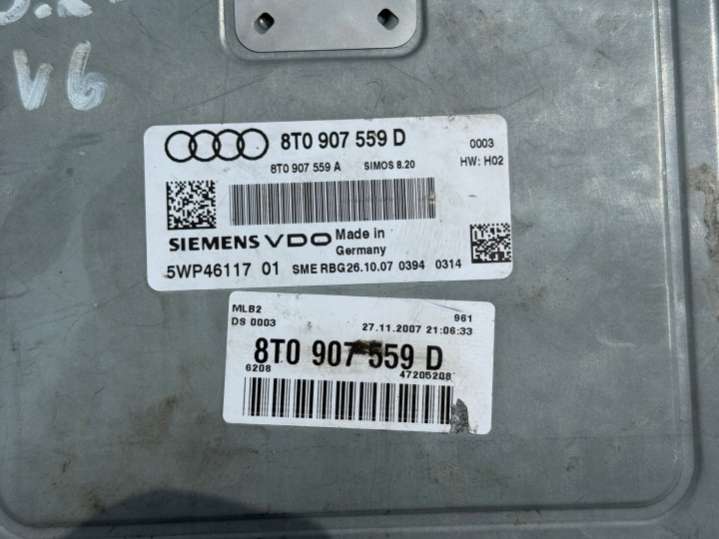 V6
8T0 907 559 D
0003
8T0 907 559 A SIMOS 8.20
HW: H02
SIEMENS VDO Made in
Germany
5WP46117 01 SME RBG26.10.07 0394 0314
MLB2
961
DS 0003
27.11.2007 21:06:33
8T0 907 559 D
6208
47205208